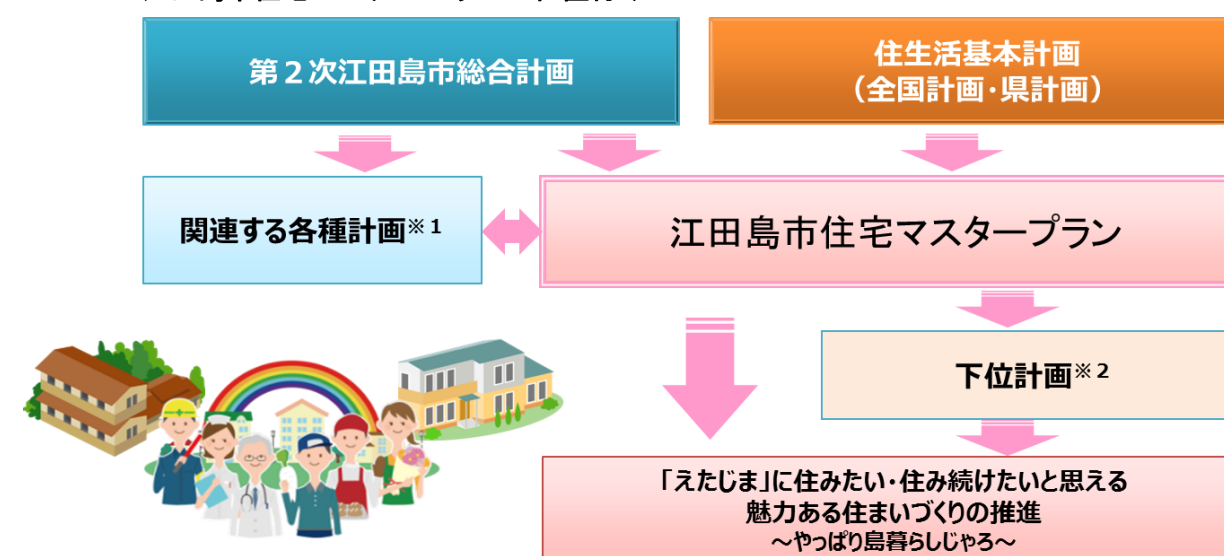 第２次江田島市総合計画
住生活基本計画
（全国計画・県計画）
関連する各種計画※１
江田島市住宅マスタープラン
下位計画※２
「えたじま」に住みたい・住み続けたいと思える
魅力ある住まいづくりの推進
～やっぱり島暮らしじゃろ～